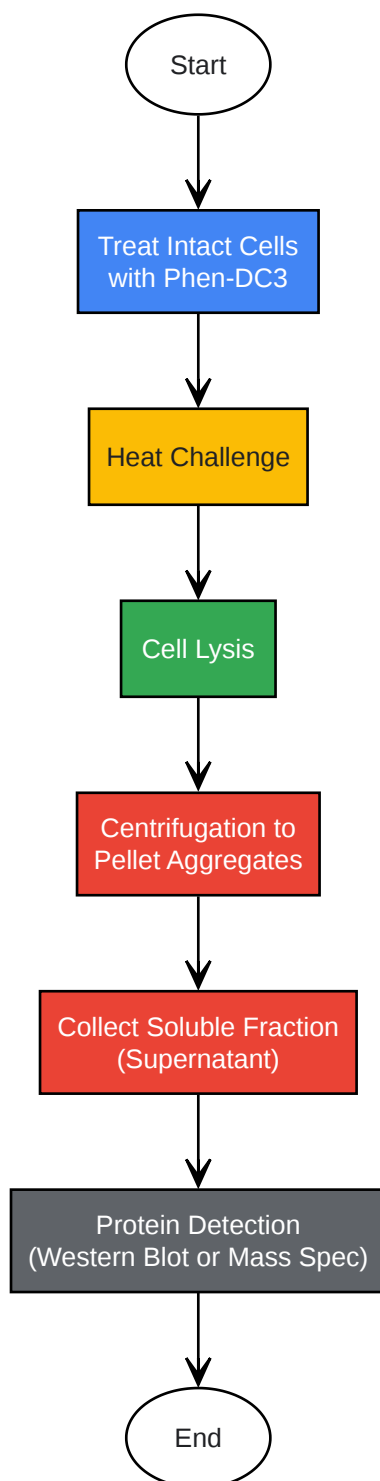 Start
Treat Intact Cells
with Phen-DC3
Heat Challenge
Cell Lysis
Centrifugation to
Pellet Aggregates
Collect Soluble Fraction
(Supernatant)
Protein Detection
(Western Blot or Mass Spec)
End